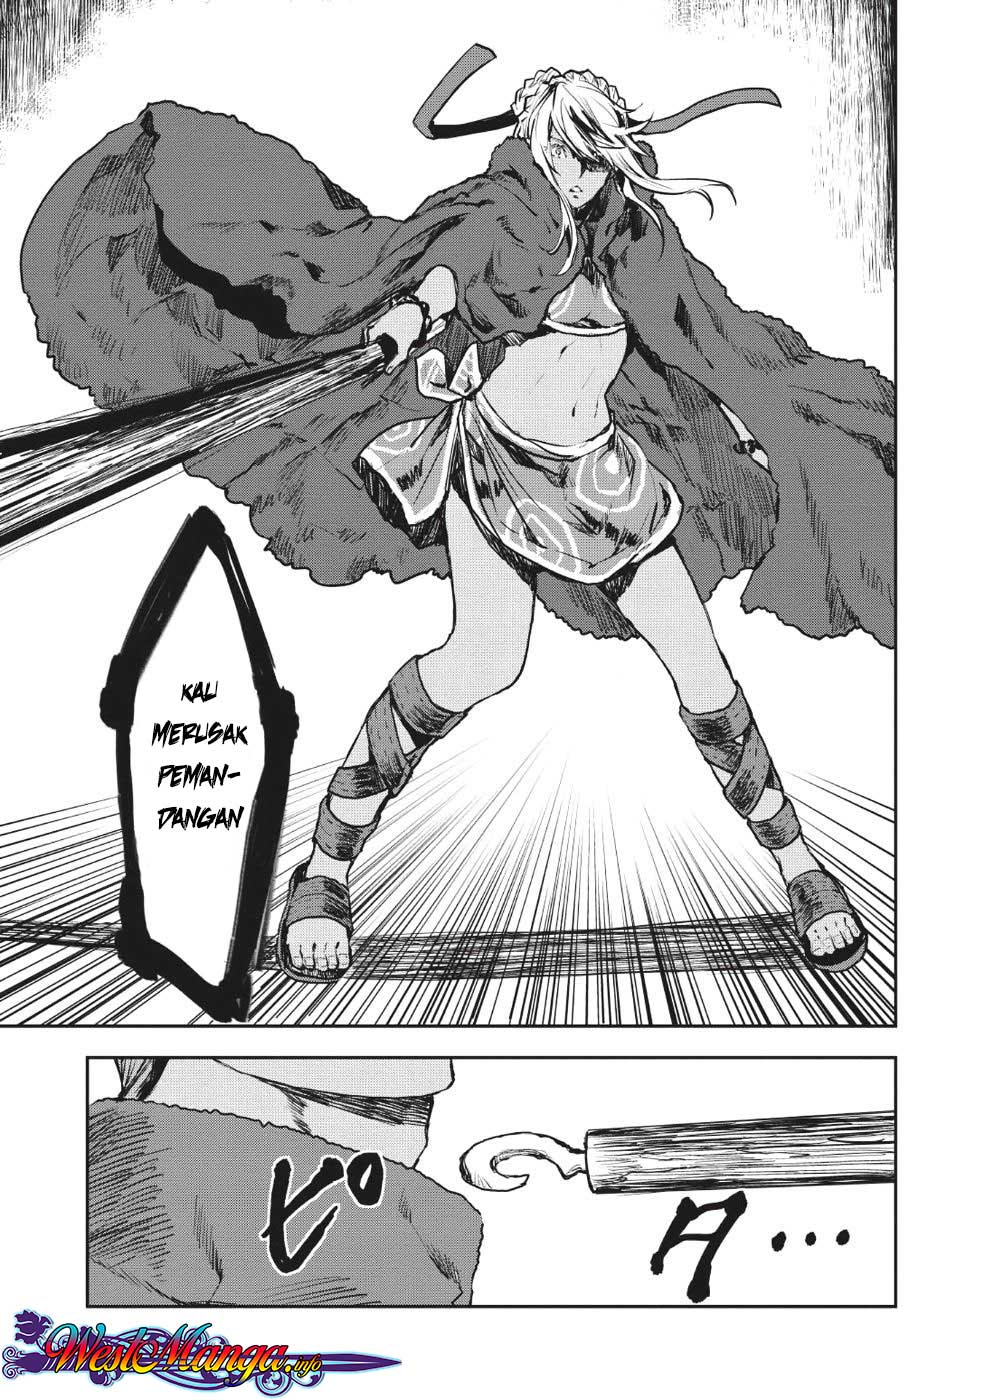 KAU
MERUSAK
PEMAN-
DANGAN
ピ
タ...
WestManga.info